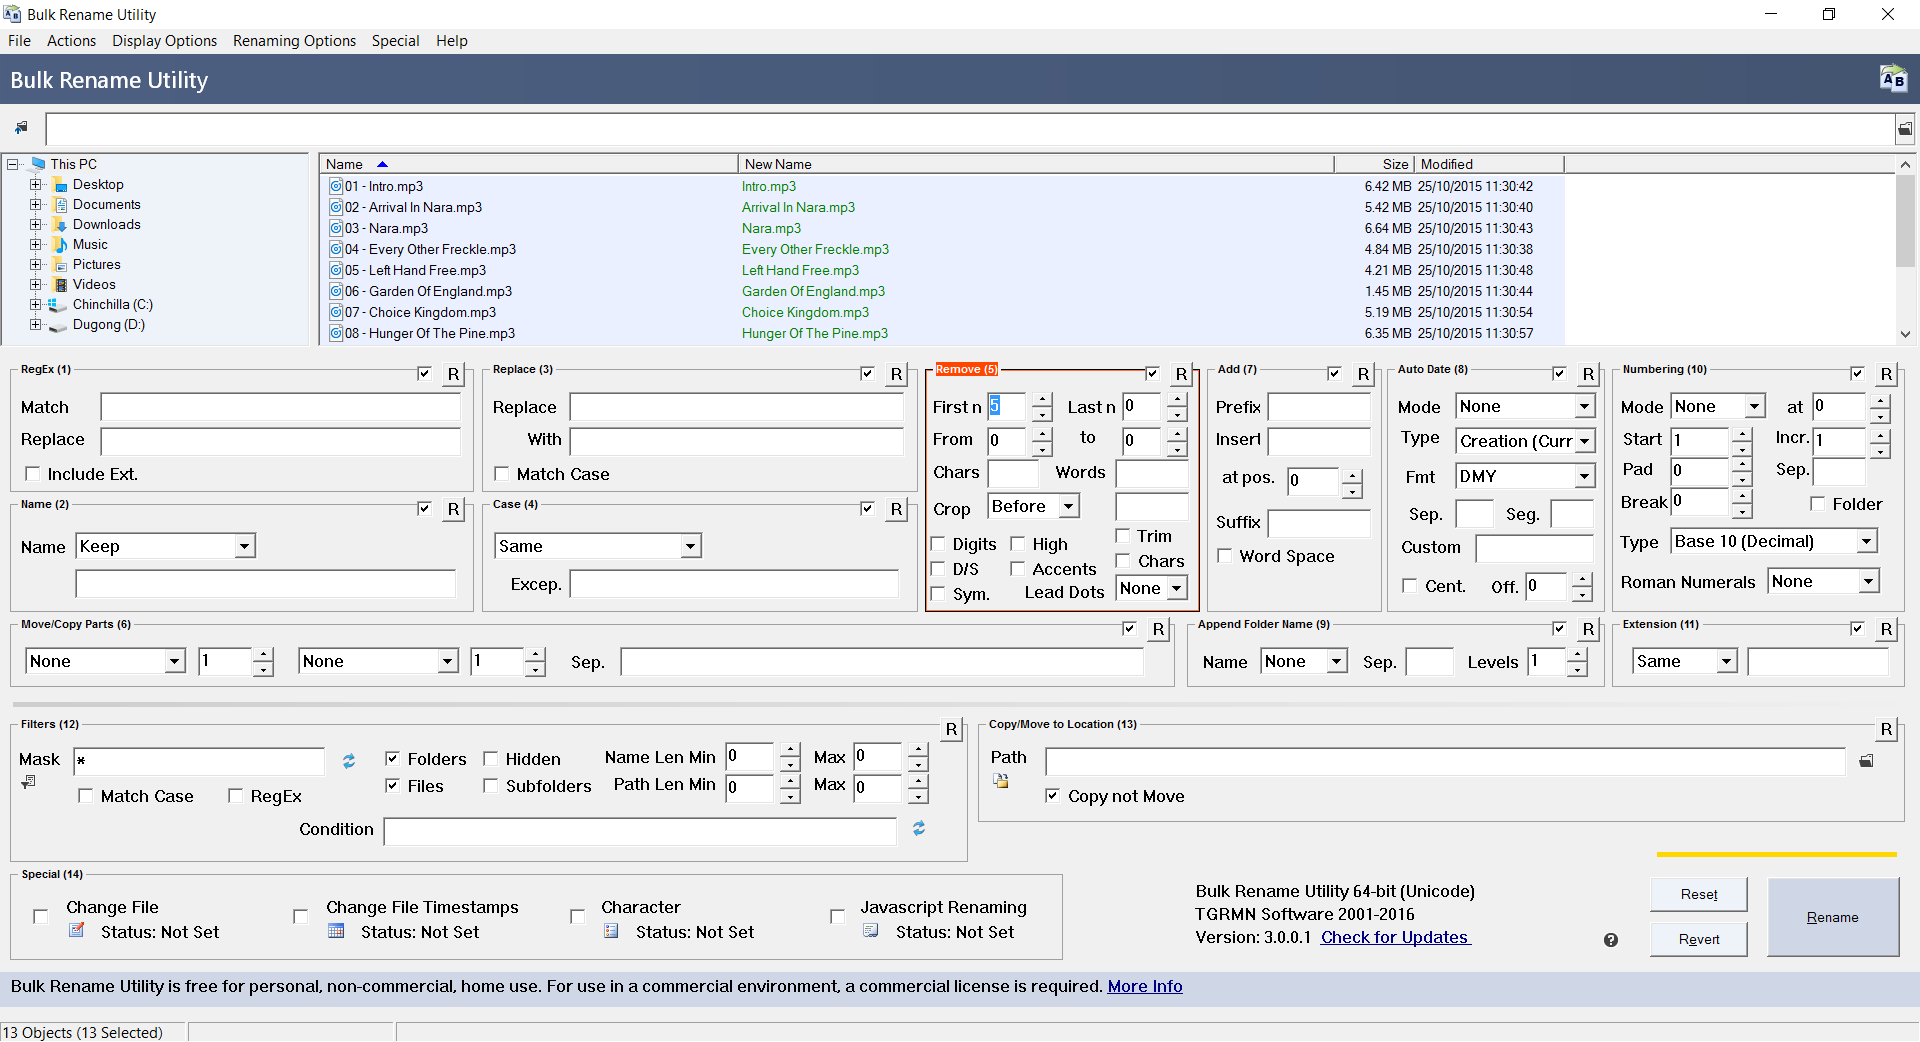 Bulk Rename Utility
File Actions Display Options Renaming Options Special Help
Bulk Rename Utility
This PC
Desktop
Documents
Downloads
Music
Pictures
Videos
Chinchilla (C:)
Dugong (D:)
Name New Name Size Modified
01 - Intro.mp3 Intro.mp3 6.42 MB 25/10/2015 11:30:42
02 - Arrival In Nara.mp3 Arrival In Nara.mp3 5.42 MB 25/10/2015 11:30:40
03 - Nara.mp3 Nara.mp3 6.64 MB 25/10/2015 11:30:43
04 - Every Other Freckle.mp3 Every Other Freckle.mp3 4.84 MB 25/10/2015 11:30:38
05 - Left Hand Free.mp3 Left Hand Free.mp3 4.21 MB 25/10/2015 11:30:48
06 - Garden Of England.mp3 Garden Of England.mp3 1.45 MB 25/10/2015 11:30:44
07 - Choice Kingdom.mp3 Choice Kingdom.mp3 5.19 MB 25/10/2015 11:30:54
08 - Hunger Of The Pine.mp3 Hunger Of The Pine.mp3 6.35 MB 25/10/2015 11:30:57
RegEx (1) R
Match
Replace
Include Ext.
Name (2) R
Name Keep
Replace (3) R
Replace
With
Match Case
Case (4) R
Same
Excep.
Remove (5) R
First n 5 Last n 0
From 0 to 0
Chars Words
Crop Before
Digits High Trim
D/S Accents Chars
Sym. Lead Dots None
Add (7) R
Prefix
Insert
at pos. 0
Suffix
Word Space
Auto Date (8) R
Mode None
Type Creation (Curr
Fmt DMY
Sep. Seg.
Custom
Cent. Off. 0
Numbering (10) R
Mode None at 0
Start 1 Incr. 1
Pad 0 Sep.
Break 0 Folder
Type Base 10 (Decimal)
Roman Numerals None
Move/Copy Parts (6) R
None 1 None 1 Sep.
Append Folder Name (9) R
Name None Sep. Levels 1
Extension (11) R
Same
Filters (12) R
Mask * Folders Hidden Name Len Min 0 Max 0
Files Subfolders Path Len Min 0 Max 0
Match Case RegEx
Condition
Copy/Move to Location (13) R
Path
Copy not Move
Special (14)
Change File Change File Timestamps Character Javascript Renaming
Status: Not Set Status: Not Set Status: Not Set Status: Not Set
Bulk Rename Utility 64-bit (Unicode)
TGRMN Software 2001-2016
Version: 3.0.0.1 Check for Updates
Reset
Revert
Rename
Bulk Rename Utility is free for personal, non-commercial, home use. For use in a commercial environment, a commercial license is required. More Info
13 Objects (13 Selected)